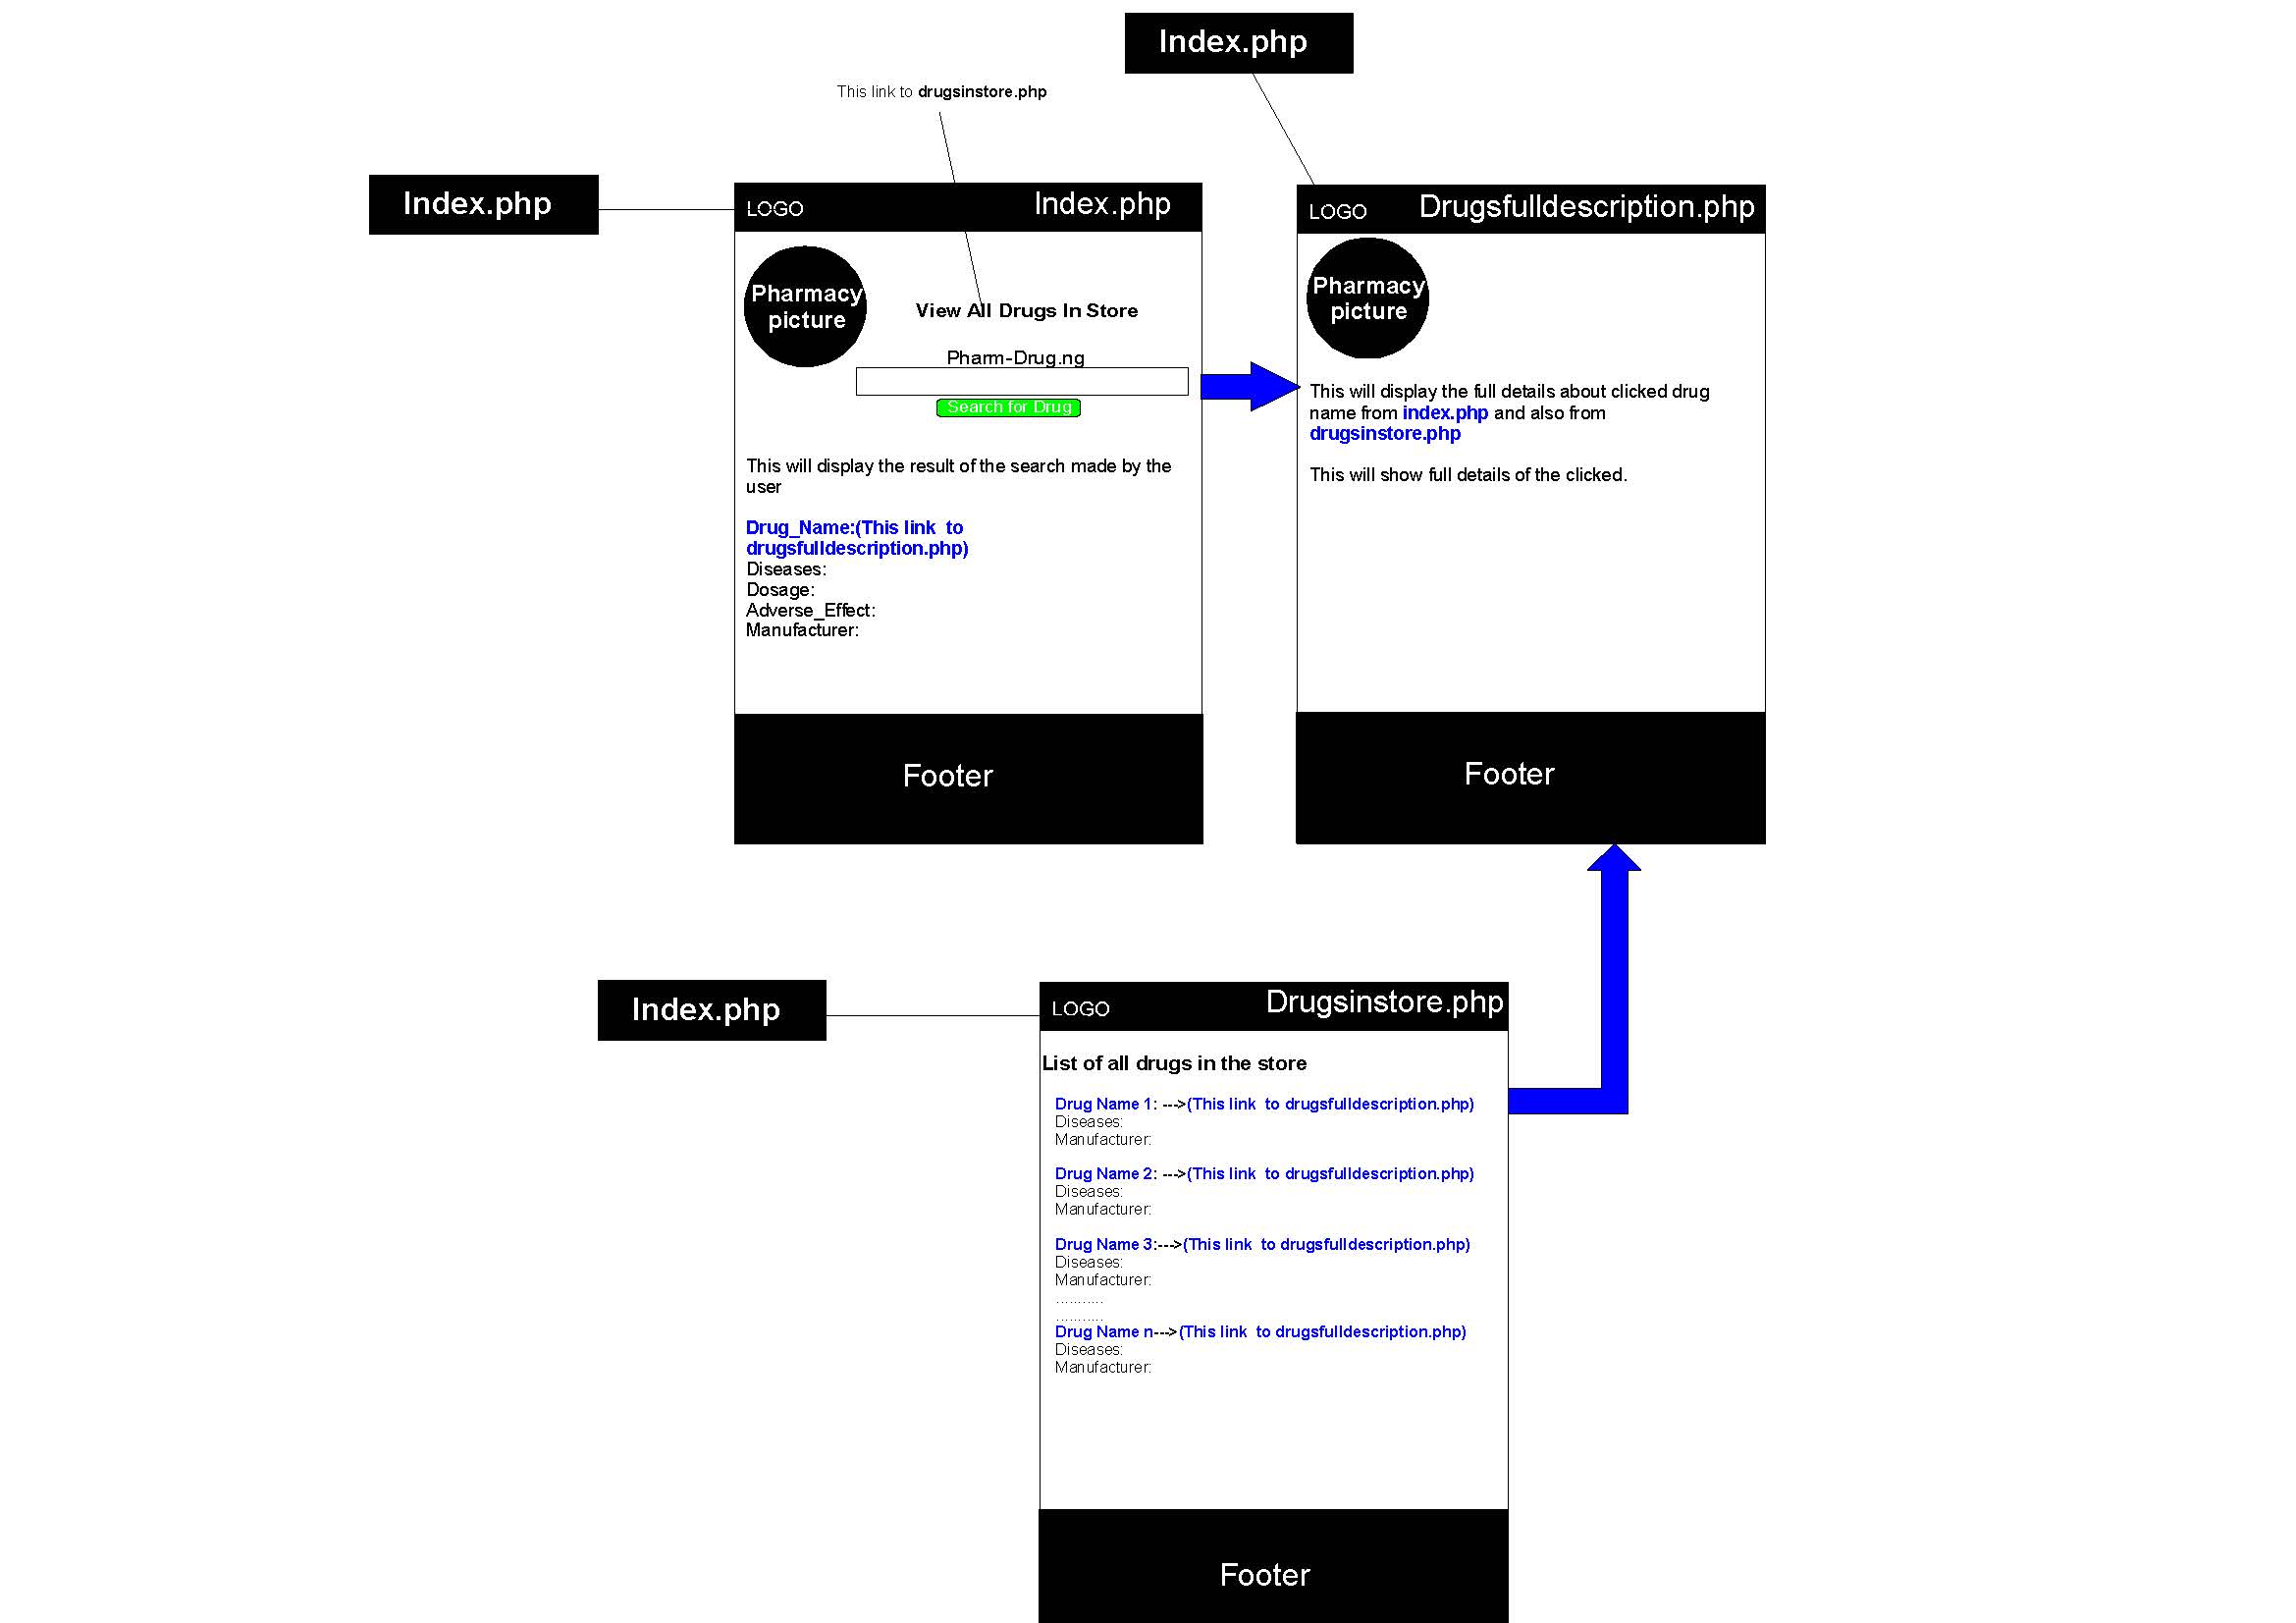 Index.php
This link to drugsinstore.php
Index.php
LOGO
Index.php
Pharmacy
picture
View All Drugs In Store
Pharm-Drug.ng
Search for Drug
This will display the result of the search made by the
user
Drug_Name:(This link to
drugsfulldescription.php)
Diseases:
Dosage:
Adverse_Effect:
Manufacturer:
Footer
LOGO
Drugsfulldescription.php
Pharmacy
picture
This will display the full details about clicked drug
name from index.php and also from
drugsinstore.php
This will show full details of the clicked.
Footer
Index.php
LOGO
Drugsinstore.php
List of all drugs in the store
Drug Name 1: --->(This link to drugsfulldescription.php)
Diseases:
Manufacturer:
Drug Name 2: --->(This link to drugsfulldescription.php)
Diseases:
Manufacturer:
Drug Name 3:--->(This link to drugsfulldescription.php)
Diseases:
Manufacturer:
...........
...........
Drug Name n--->(This link to drugsfulldescription.php)
Diseases:
Manufacturer:
Footer